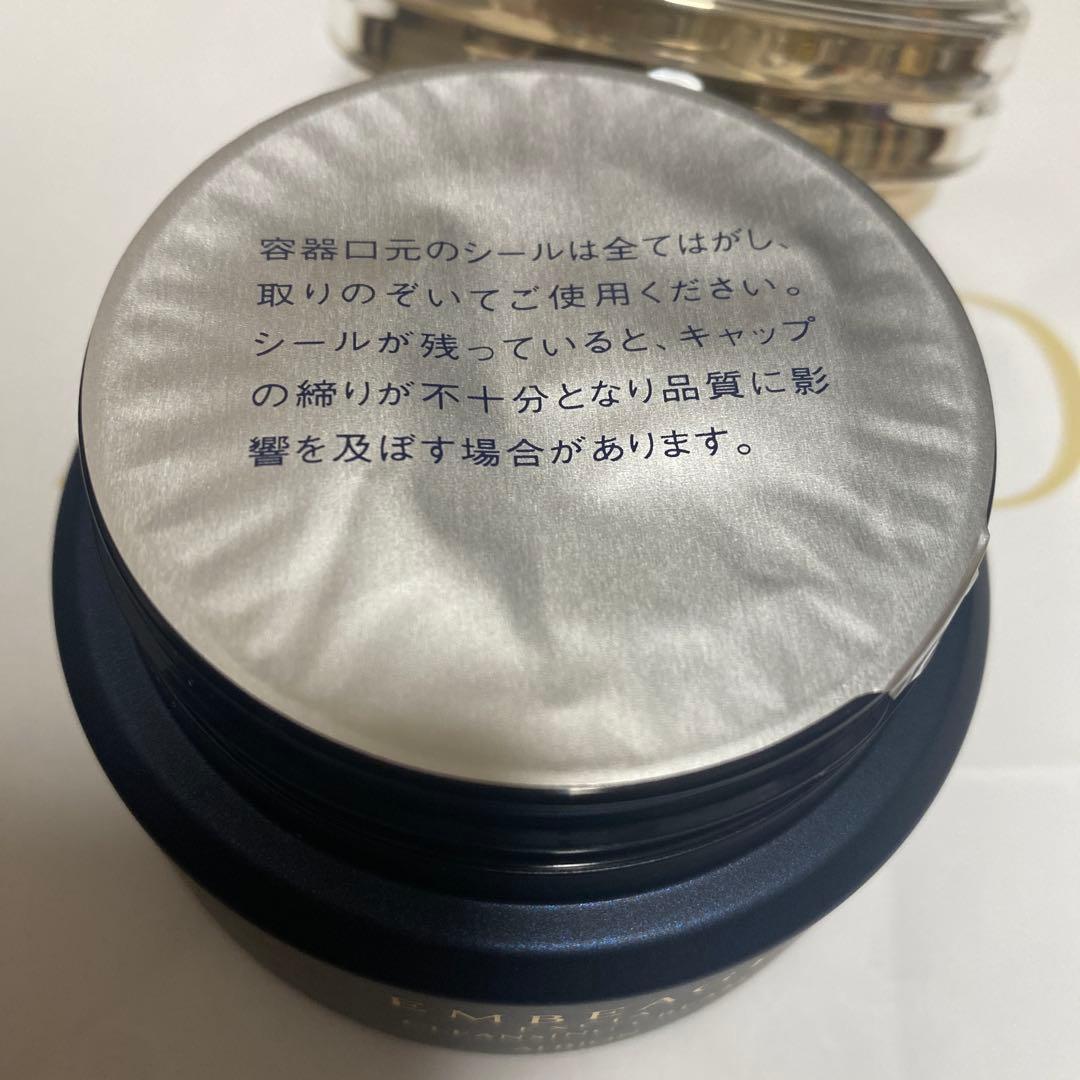 容器口元のシールは全てはがし、
取りのぞいてご使用ください。
シールが残っていると、キャップ
の締りが不十分となり品質に影
響を及ぼす場合があります。